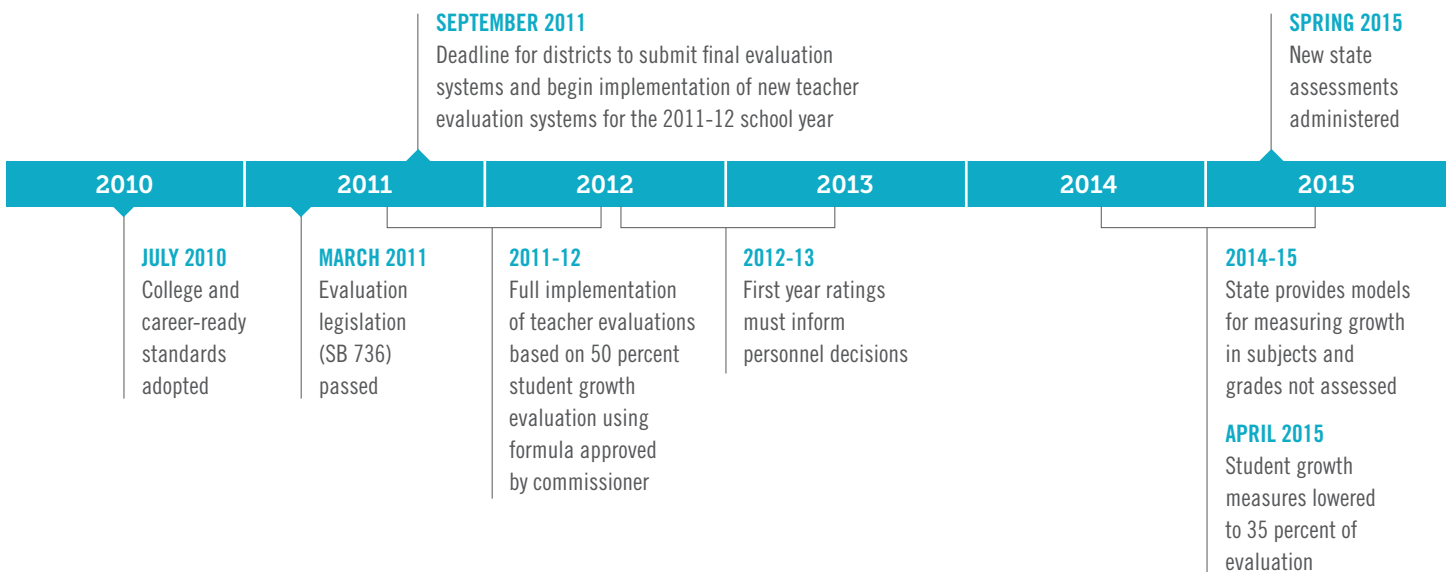 SEPTEMBER 2011
Deadline for districts to submit final evaluation
systems and begin implementation of new teacher
evaluation systems for the 2011-12 school year
SPRING 2015
New state
assessments
administered
2010
2011
2012
2013
2014
2015
JULY 2010
College and
career-ready
standards
adopted
MARCH 2011
Evaluation
legislation
(SB 736)
passed
2011-12
Full implementation
of teacher evaluations
based on 50 percent
student growth
evaluation using
formula approved
by commissioner
2012-13
First year ratings
must inform
personnel decisions
2014-15
State provides models
for measuring growth
in subjects and
grades not assessed
APRIL 2015
Student growth
measures lowered
to 35 percent of
evaluation